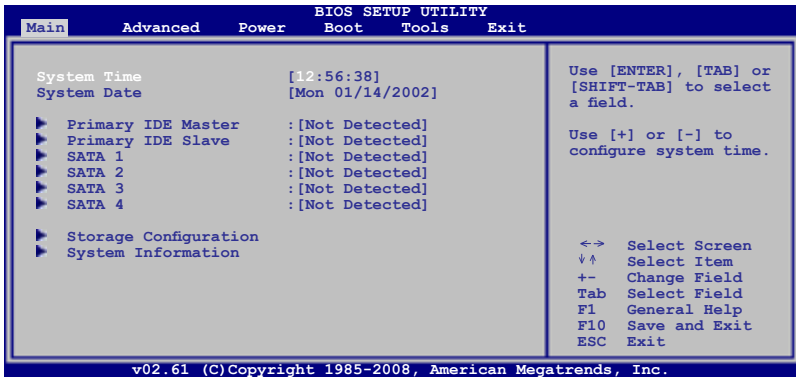 BIOS SETUP UTILITY
Main Advanced Power Boot Tools Exit
System Time [12:56:38]
System Date [Mon 01/14/2002]
Primary IDE Master :[Not Detected]
Primary IDE Slave :[Not Detected]
SATA 1 :[Not Detected]
SATA 2 :[Not Detected]
SATA 3 :[Not Detected]
SATA 4 :[Not Detected]
Storage Configuration
System Information
Use [ENTER], [TAB] or
[SHIFT-TAB] to select
a field.
Use [+] or [-] to
configure system time.
←→ Select Screen
↓↑ Select Item
+- Change Field
Tab Select Field
F1 General Help
F10 Save and Exit
ESC Exit
v02.61 (C)Copyright 1985-2008, American Megatrends, Inc.